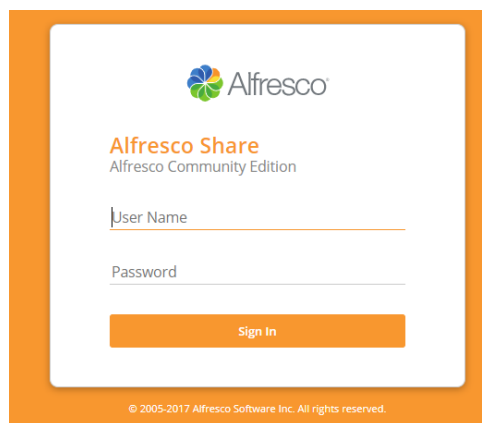 Alfresco
Alfresco Share
Alfresco Community Edition
User Name
Password
Sign In
© 2005-2017 Alfresco Software Inc. All rights reserved.